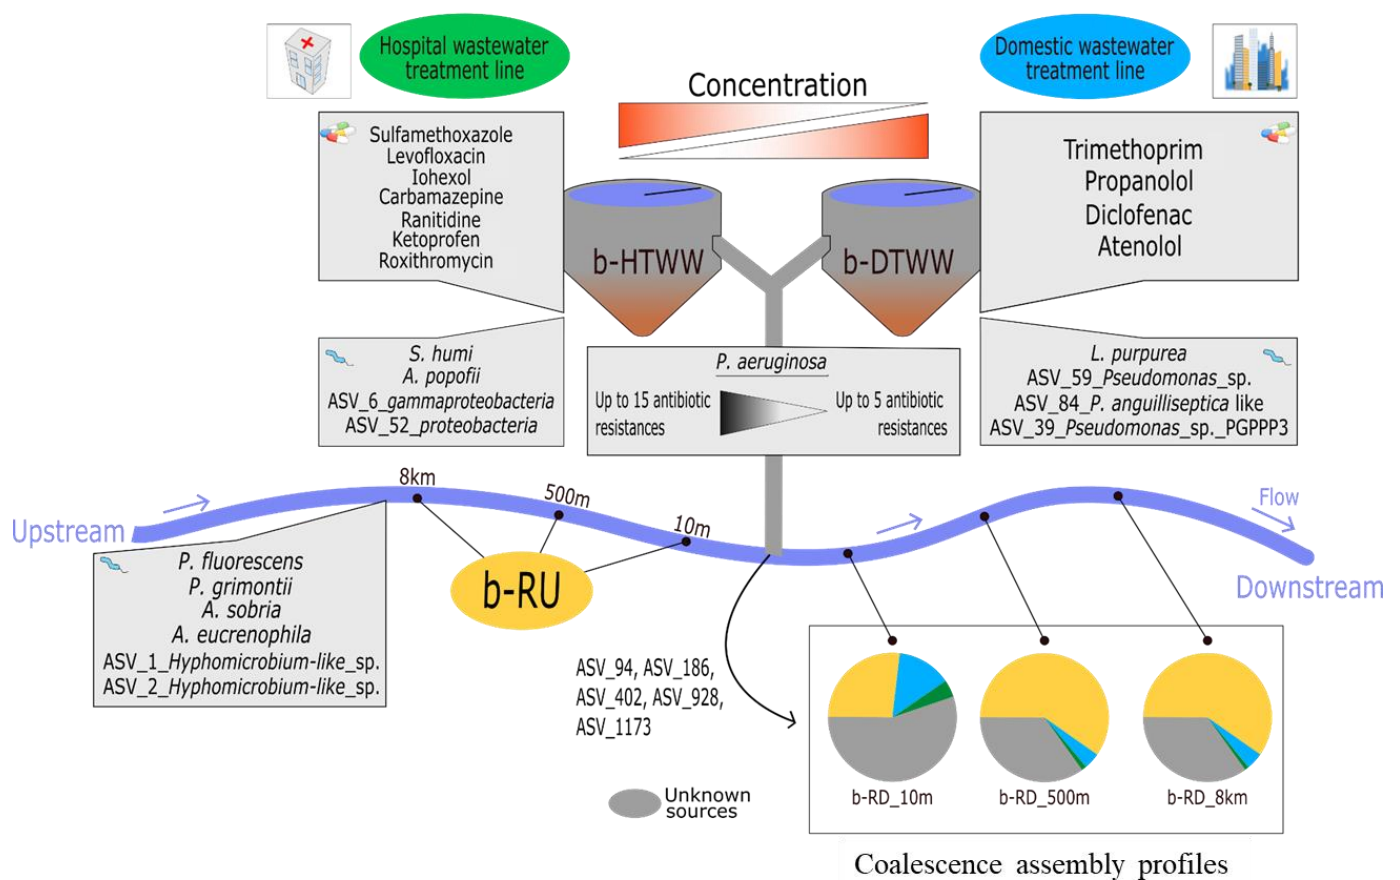 Hospital wastewater
treatment line
Concentration
Domestic wastewater
treatment line
Sulfamethoxazole
Levofloxacin
Iohexol
Carbamazepine
Ranitidine
Ketoprofen
Roxithromycin
b-HTWW
b-DTWW
Trimethoprim
Propanolol
Diclofenac
Atenolol
S. humi
A. popofii
ASV_6_gammaproteobacteria
ASV_52_proteobacteria
P. aeruginosa
Up to 15 antibiotic
resistances
Up to 5 antibiotic
resistances
L. purpurea
ASV_59_Pseudomonas_sp.
ASV_84_P. anguilliseptica like
ASV_39_Pseudomonas_sp._PGPPP3
Upstream
8km
500m
10m
Flow
Downstream
P. fluorescens
P. grimontii
A. sobria
A. eucrenophila
ASV_1_Hyphomicrobium-like_sp.
ASV_2_Hyphomicrobium-like_sp.
b-RU
ASV_94, ASV_186,
ASV_402, ASV_928,
ASV_1173
Unknown
sources
b-RD_10m
b-RD_500m
b-RD_8km
Coalescence assembly profiles